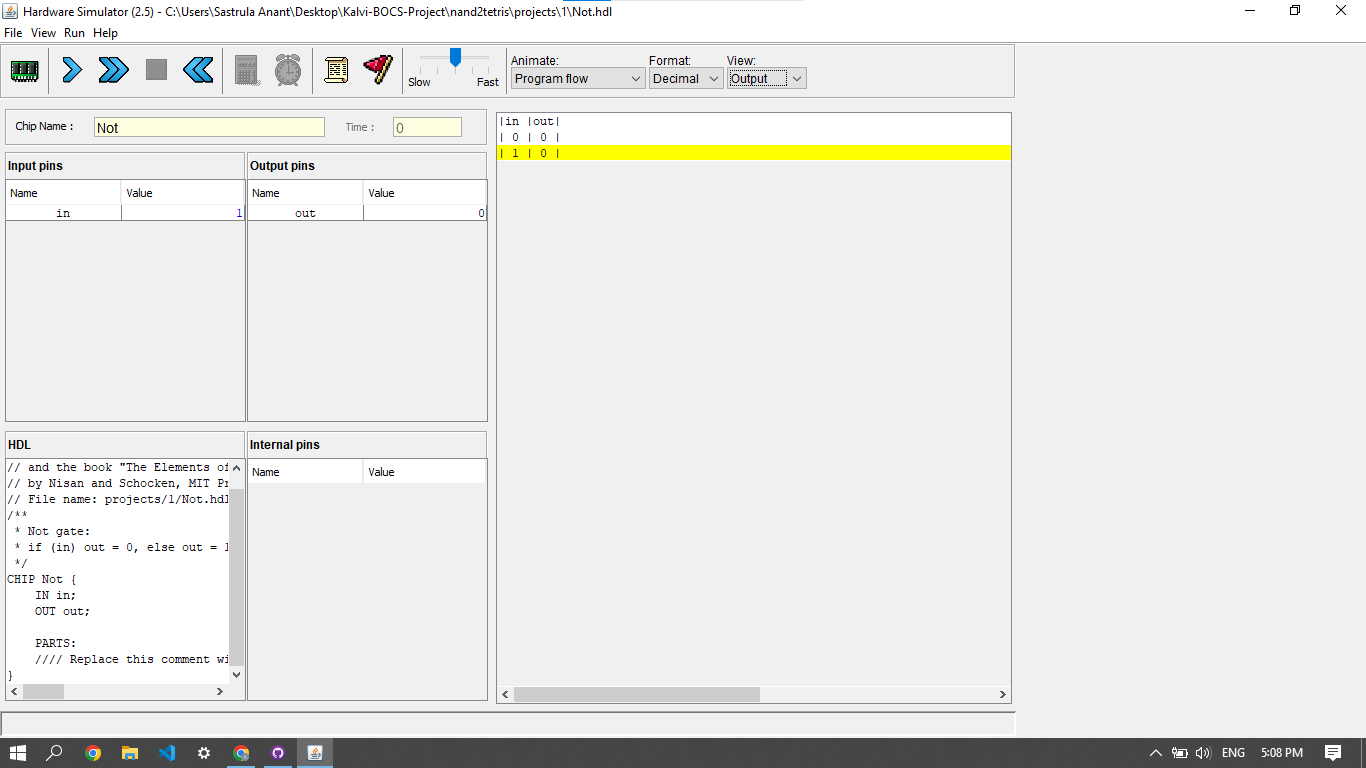 Hardware Simulator (2.5) - C:\Users\Sastrula Anant\Desktop\Kalvi-BOCS-Project\nand2tetris\projects\1\Not.hdl
File View Run Help
Slow Fast
Animate: Format: View:
Program flow Decimal Output
Chip Name : Not Time : 0
Input pins Output pins
Name Value Name Value
in 1 out 0
|in |out|
| 0 | 0 |
| 1 | 0 |
HDL
// and the book "The Elements of
// by Nisan and Schocken, MIT Pr
// File name: projects/1/Not.hdl
/**
* Not gate:
* if (in) out = 0, else out = 1
*/
CHIP Not {
IN in;
OUT out;
PARTS:
//// Replace this comment wi
}
Internal pins
Name Value
ENG 5:08 PM